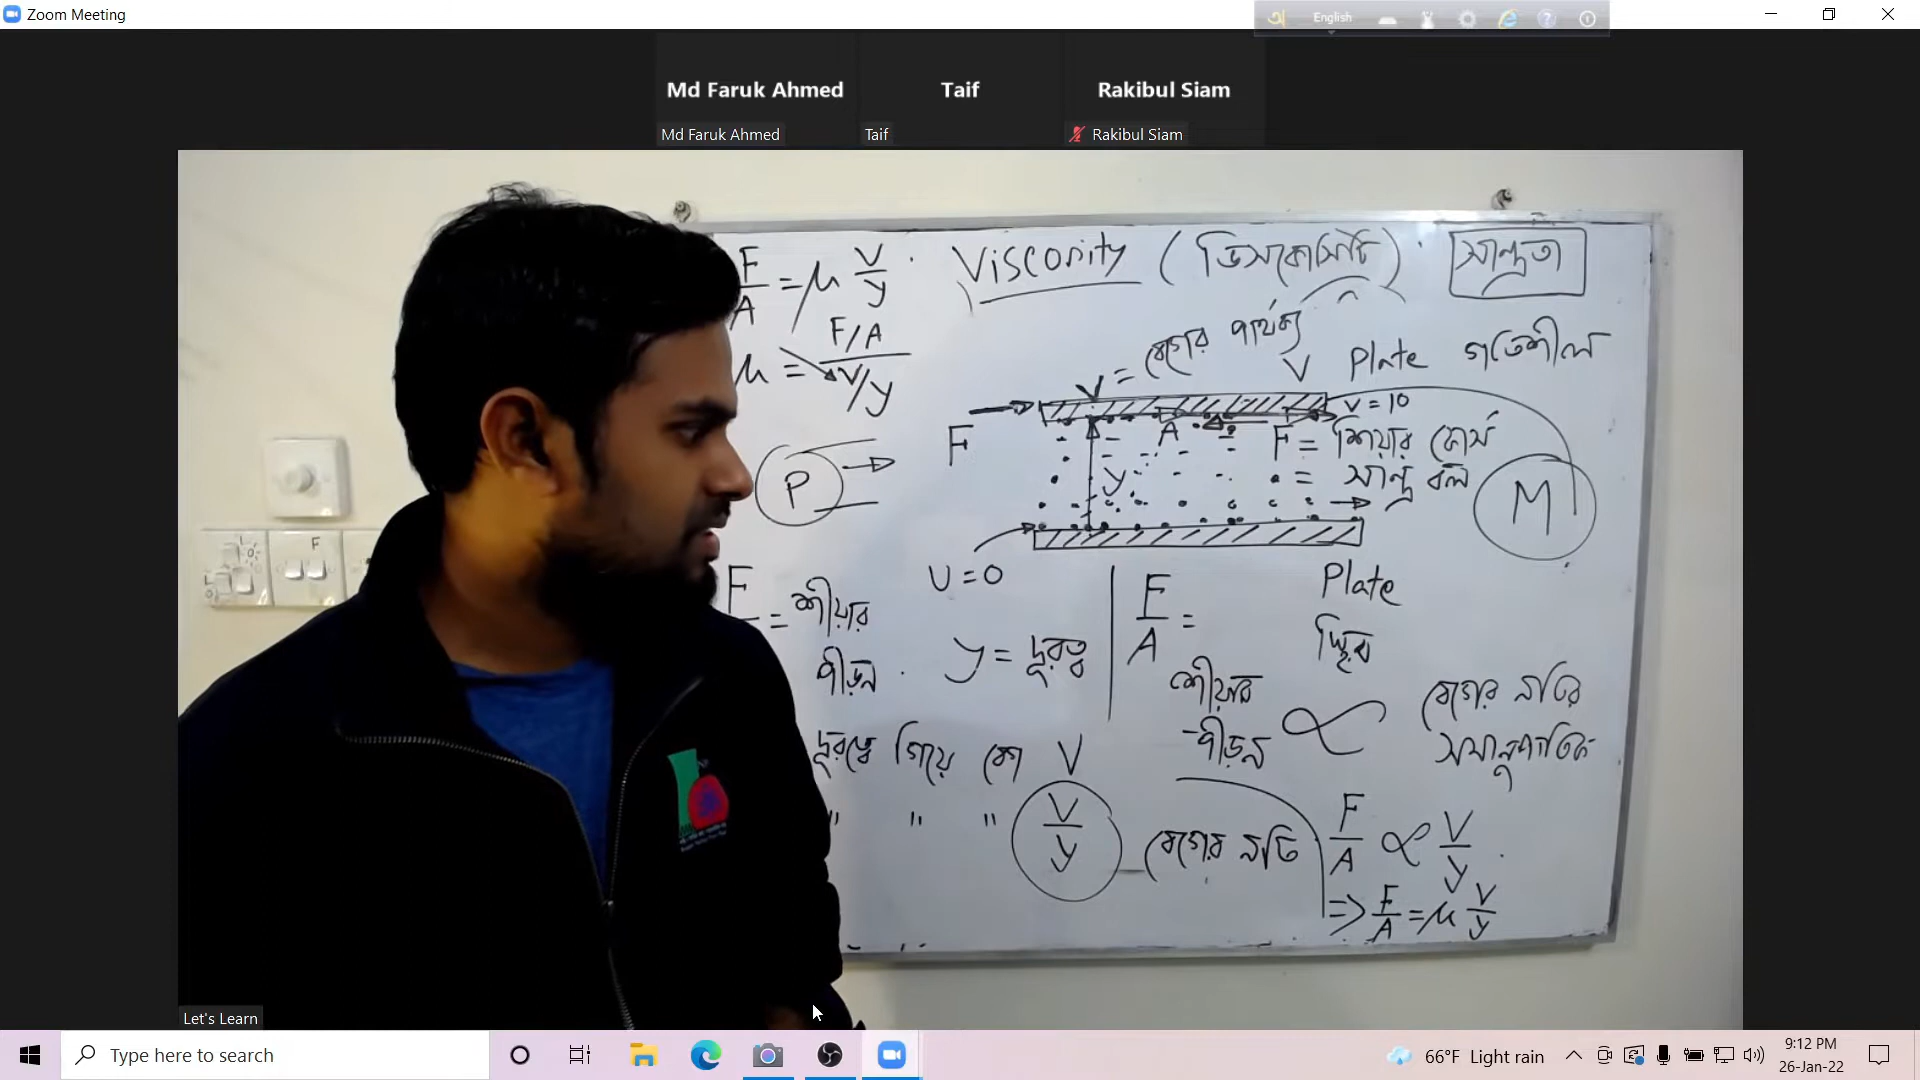 Zoom Meeting
English
Md Faruk Ahmed
Taif
Rakibul Siam
Md Faruk Ahmed
Taif
Rakibul Siam
F/A = μ V/y
Viscosity (ভিসকোসিটি)
সান্দ্রতা
μ = F/A / V/y
V = বেগের পার্থক্য
V Plate গতিশীল
V = 10
F
A
F = শিয়ার ফোর্স
= সান্দ্র বল
y
P
M
U = 0
Plate
স্থির
F = শীয়ার
পীড়ন
y = দূরত্ব
F/A =
শীয়ার
পীড়ন
∝ বেগের নতির
সমানুপাতিক
দূরত্বে গিয়ে বেগ V
" " " V/y
বেগের নতি
F/A ∝ V/y
=> F/A = μ V/y
Let's Learn
Type here to search
66°F Light rain
9:12 PM
26-Jan-22